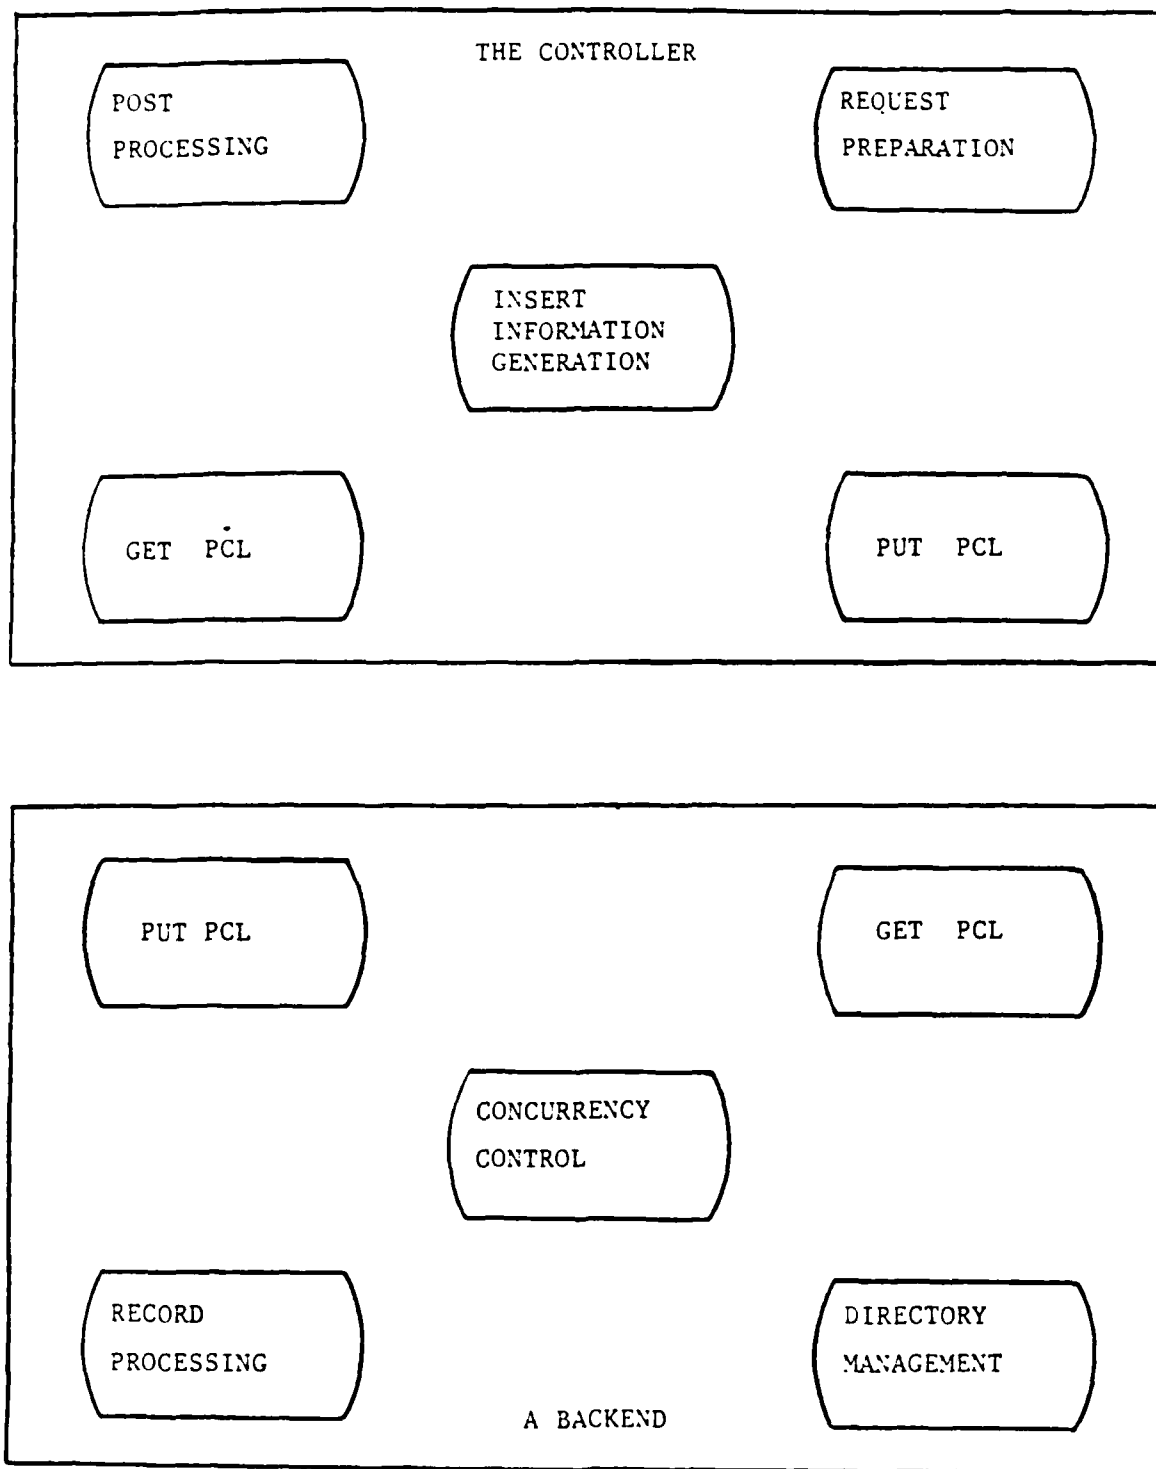 THE CONTROLLER
POST
PROCESSING
REQUEST
PREPARATION
INSERT
INFORMATION
GENERATION
GET PCL
PUT PCL
PUT PCL
GET PCL
CONCURRENCY
CONTROL
RECORD
PROCESSING
DIRECTORY
MANAGEMENT
A BACKEND